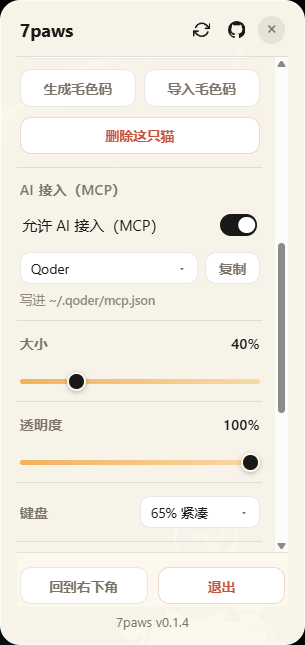 7paws
生成毛色码
导入毛色码
删除这只猫
AI 接入（MCP）
允许 AI 接入（MCP）
Qoder
复制
写进 ~/.qoder/mcp.json
大小
40%
透明度
100%
键盘
65% 紧凑
回到右下角
退出
7paws v0.1.4